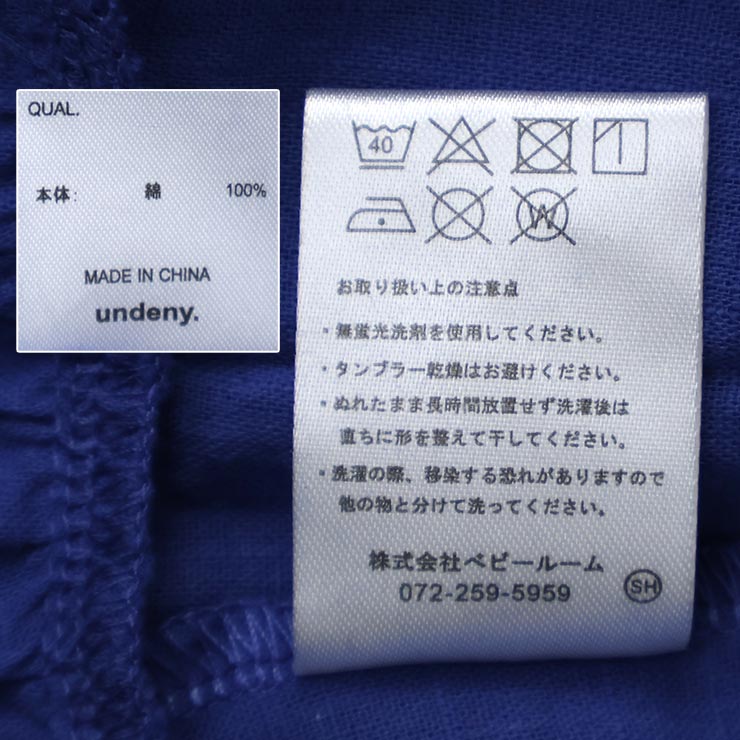 QUAL.
本体: 綿 100%
MADE IN CHINA
undeny.
40
W
お取り扱い上の注意点
・無蛍光洗剤を使用してください。
・タンブラー乾燥はお避けください。
・ぬれたまま長時間放置せず洗濯後は
直ちに形を整えて干してください。
・洗濯の際、移染する恐れがありますので
他の物と分けて洗ってください。
株式会社ベビールーム
072-259-5959
SH